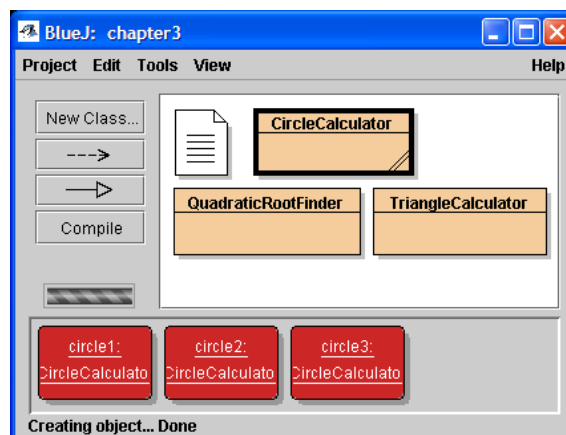 BlueJ: chapter3
Project Edit Tools View Help
New Class...
Compile
CircleCalculator
QuadraticRootFinder TriangleCalculator
circle1: circle2: circle3:
CircleCalculato CircleCalculato CircleCalculato
Creating object... Done